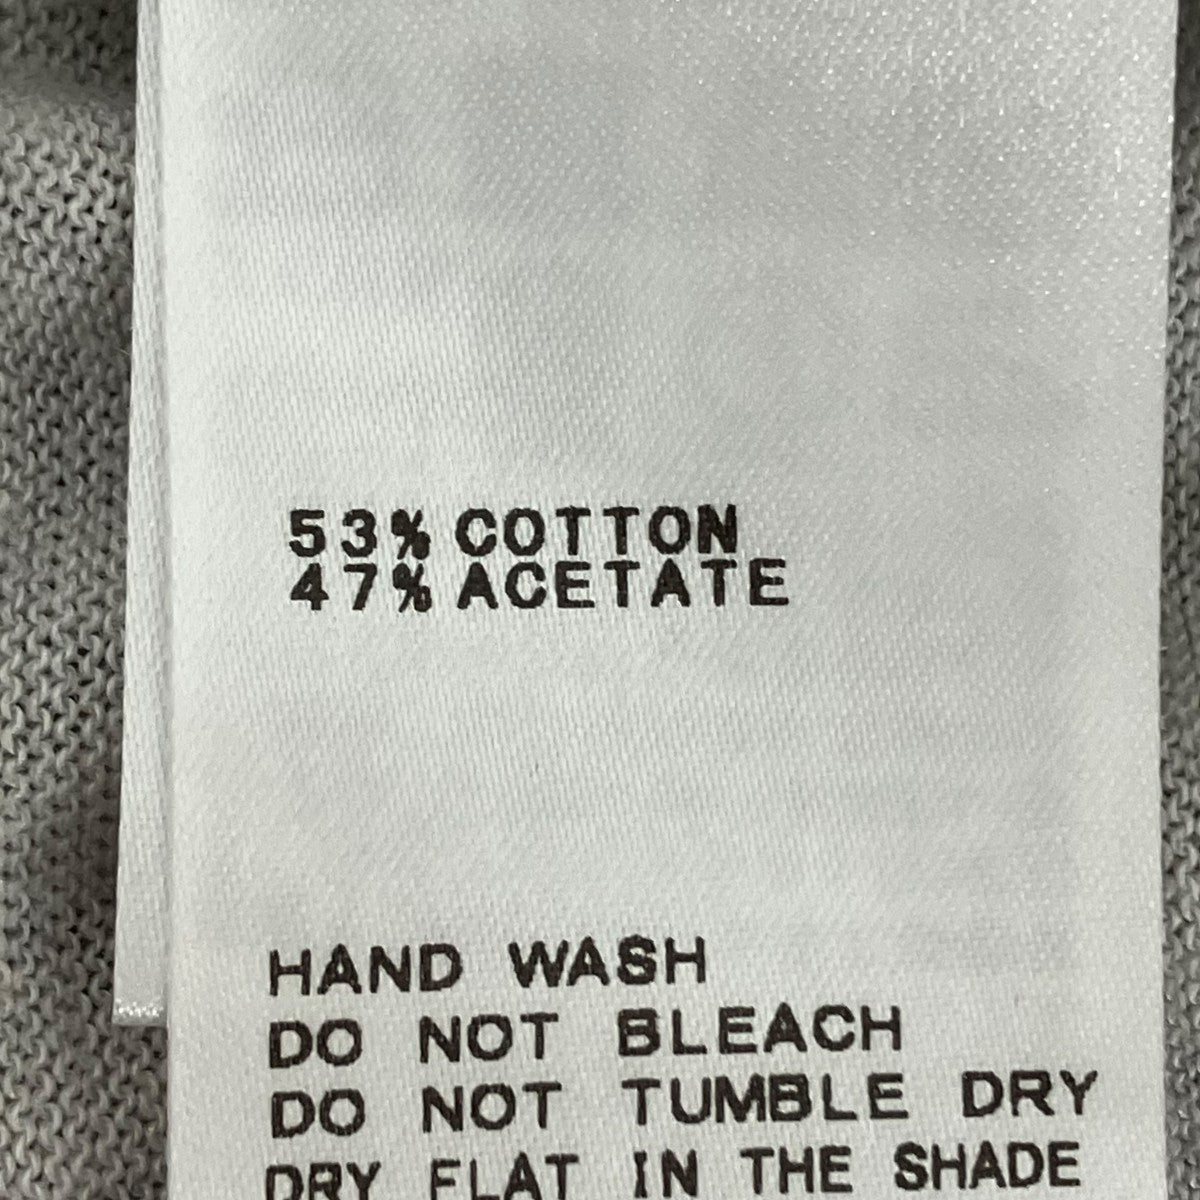 53% COTTON
47% ACETATE
HAND WASH
DO NOT BLEACH
DO NOT TUMBLE DRY
DRY FLAT IN THE SHADE